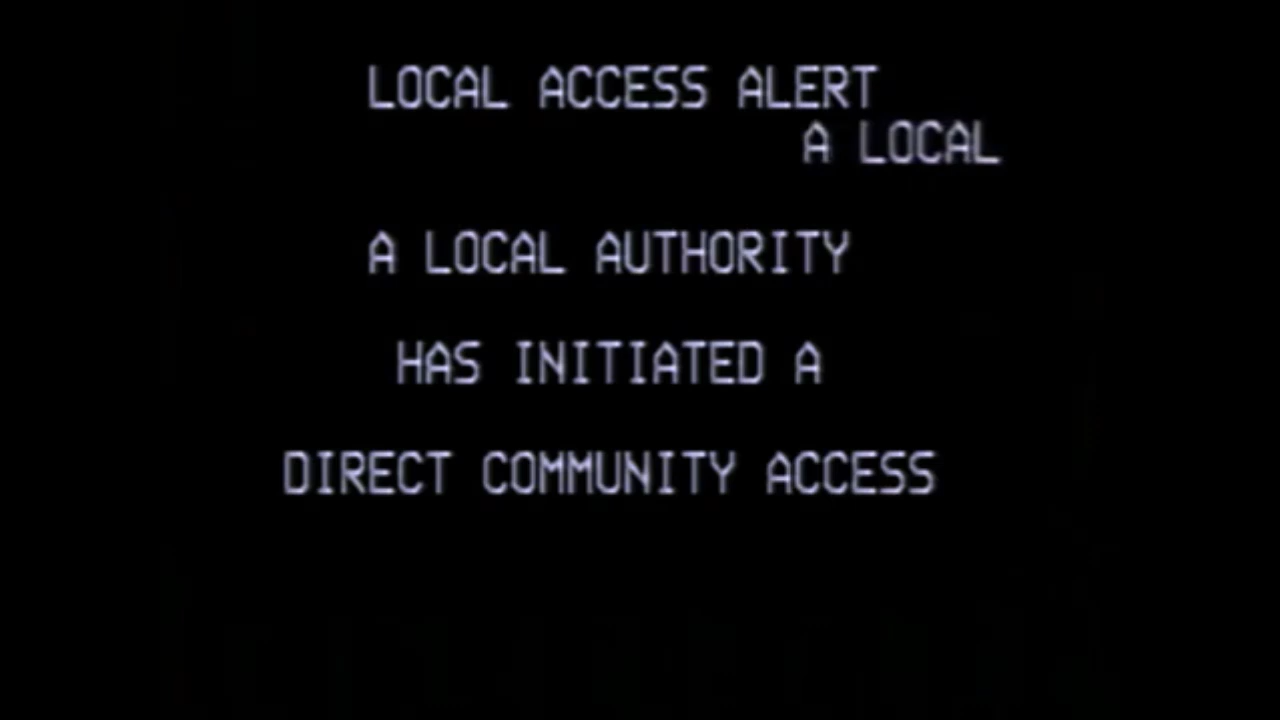 LOCAL ACCESS ALERT
A LOCAL
A LOCAL AUTHORITY
HAS INITIATED A
DIRECT COMMUNITY ACCESS